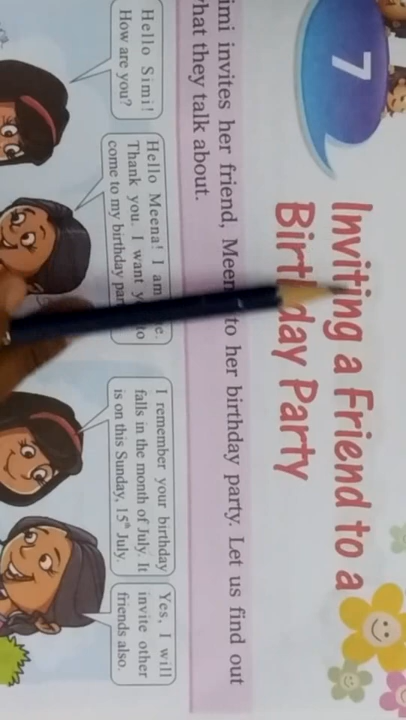 7
Inviting a Friend to a
Birthday Party
imi invites her friend, Meen to her birthday party. Let us find out
hat they talk about.
Hello Simi!
How are you?
Hello Meena! I am e.
Thank you. I want y to
come to my birthday par
I remember your birthday
falls in the month of July. It
is on this Sunday, 15th July.
Yes, I will
invite other
friends also.